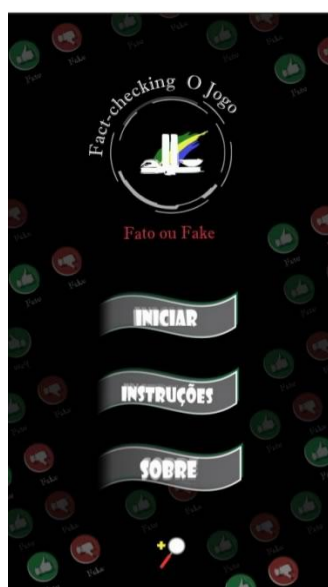 Fact-checking O Jogo
Fato ou Fake
INICIAR
INSTRUÇÕES
SOBRE